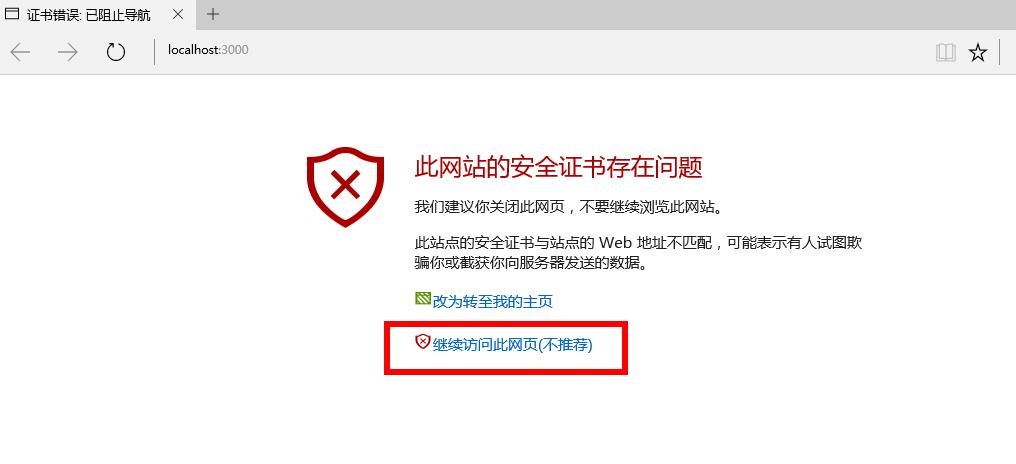 证书错误: 已阻止导航
localhost:3000
此网站的安全证书存在问题
我们建议你关闭此网页，不要继续浏览此网站。
此站点的安全证书与站点的 Web 地址不匹配，可能表示有人试图欺
骗你或截获你向服务器发送的数据。
改为转至我的主页
继续访问此网页(不推荐)